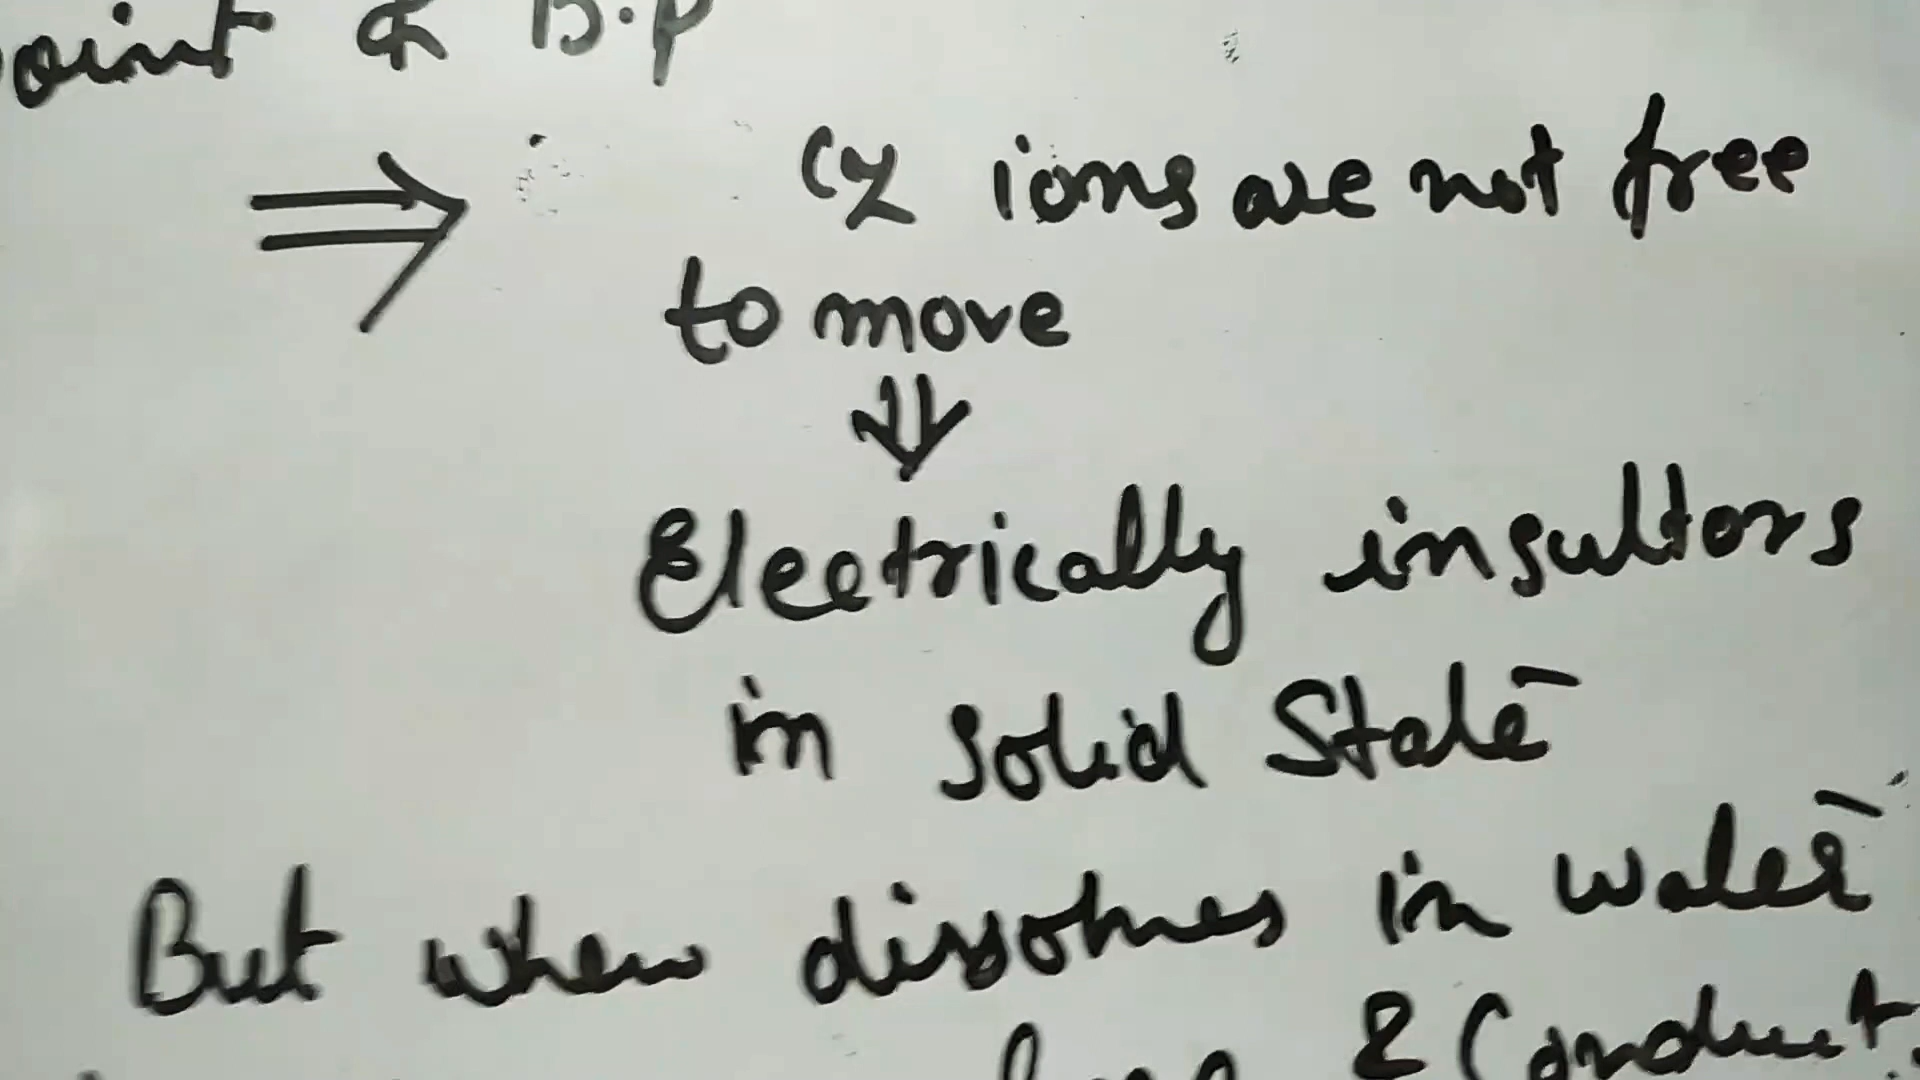 oint & B.P
⇒ cz ions are not free
to move
⇓
Electrically insultors
in solid State
But when dissolves in water
& Conduct